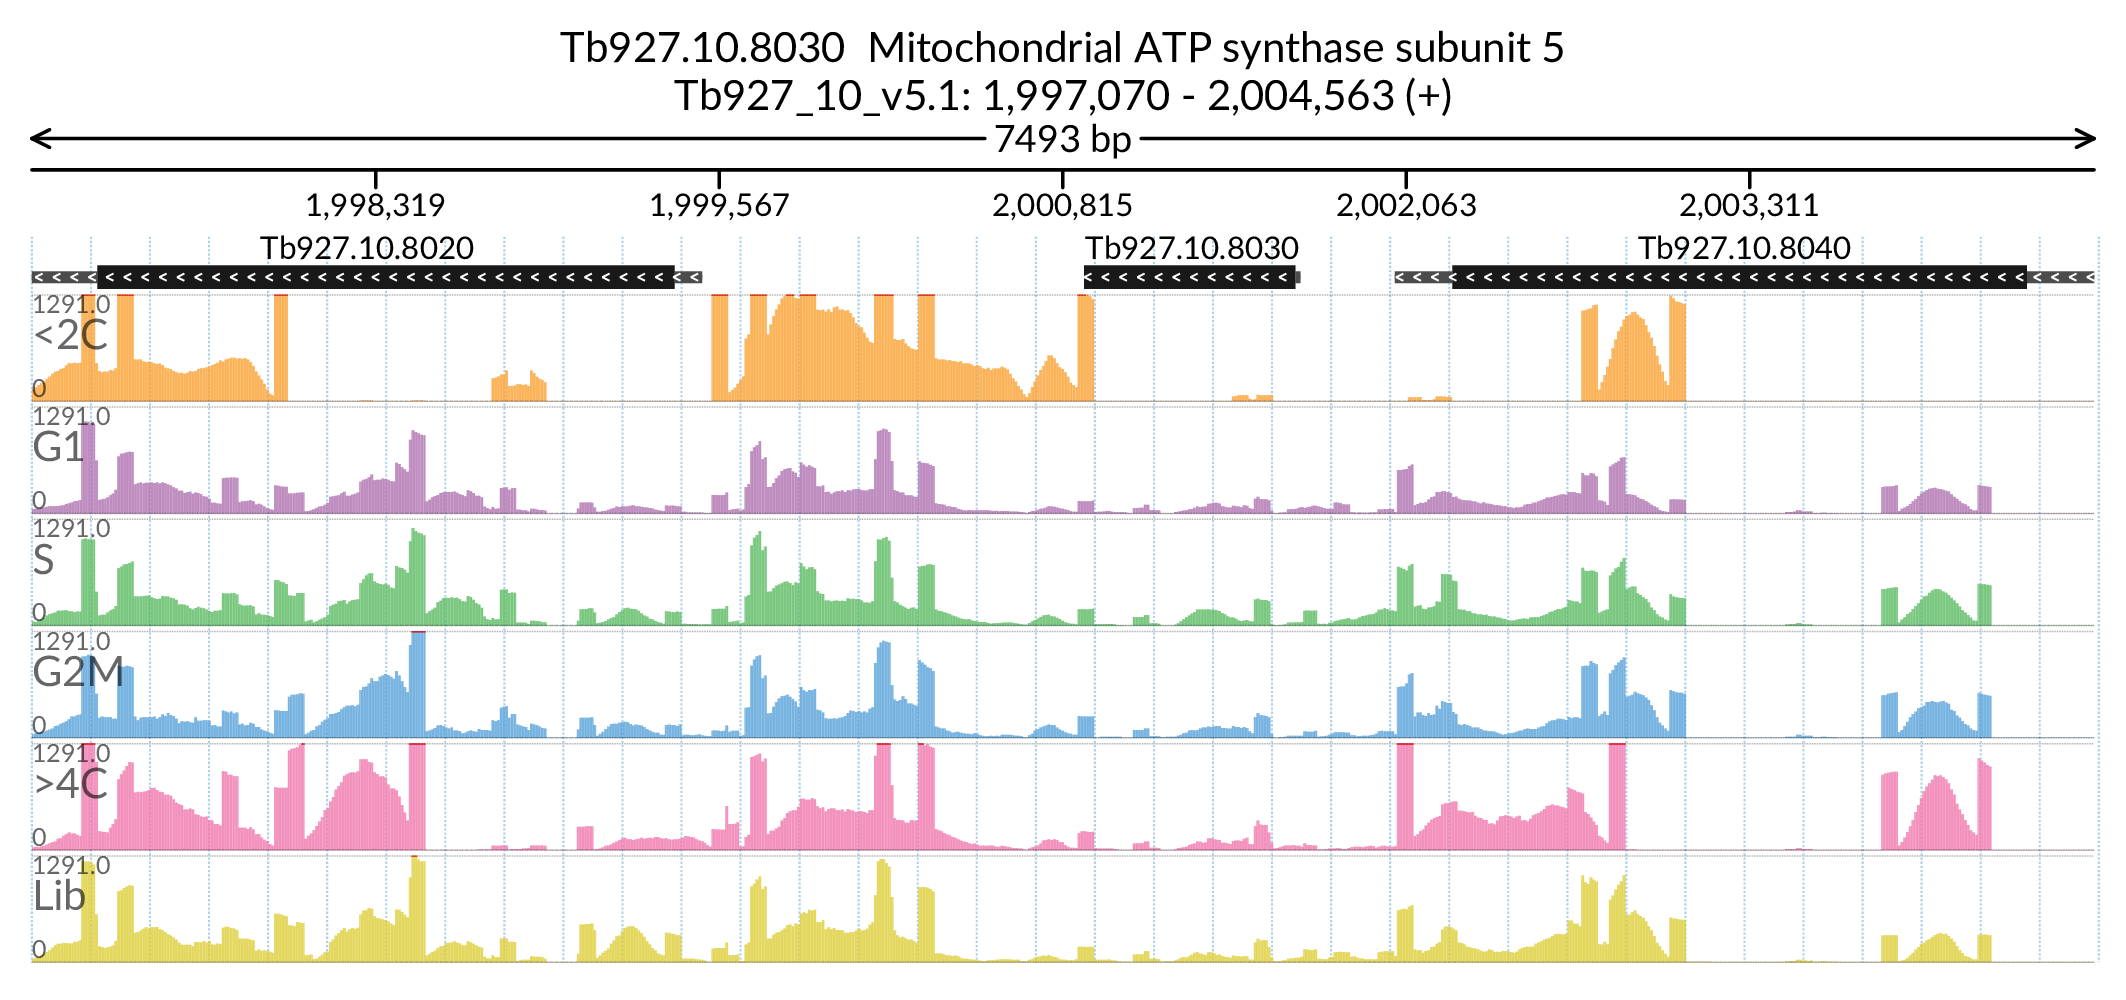 Tb927.10.8030  Mitochondrial ATP synthase subunit 5
Tb927_10_v5.1: 1,997,070 - 2,004,563 (+)
7493 bp
1,998,319 1,999,567 2,000,815 2,002,063 2,003,311
Tb927.10.8020 Tb927.10.8030 Tb927.10.8040
1291.0
<2C
0
1291.0
G1
0
1291.0
S
0
1291.0
G2M
0
1291.0
>4C
0
1291.0
Lib
0